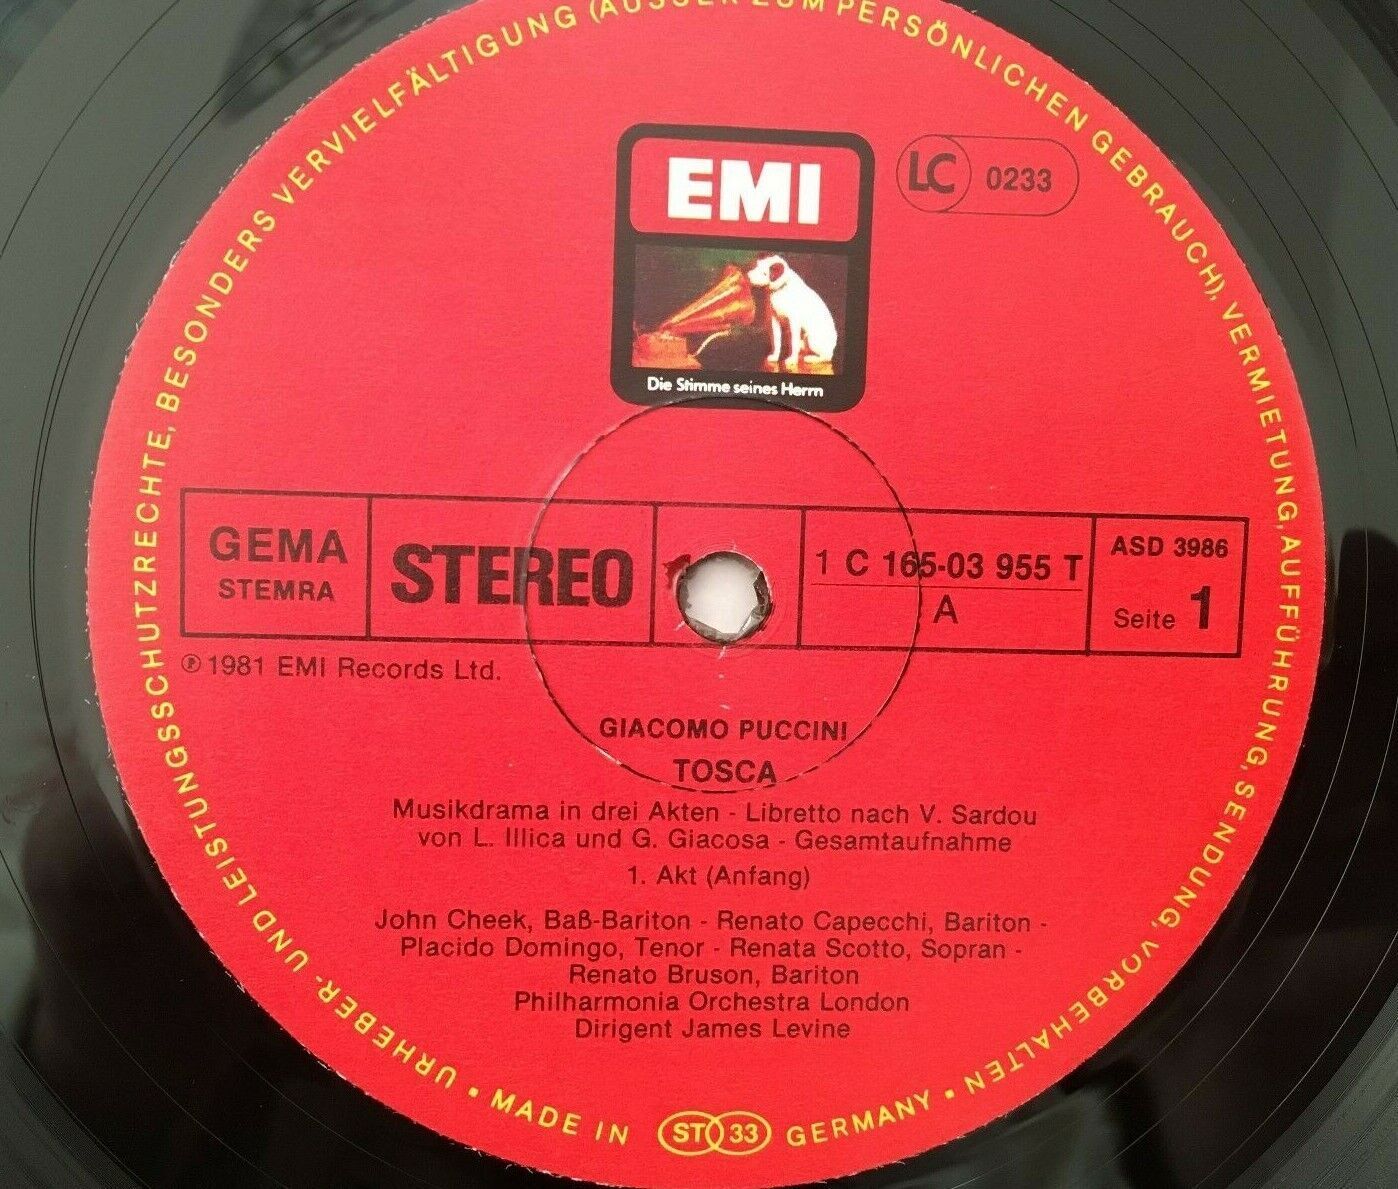 URHEBER- UND LEISTUNGSSCHUTZRECHTE, BESONDERS VERVIELFÄLTIGUNG (AUSSER ZUM PERSÖNLICHEN GEBRAUCH), VERMIETUNG, AUFFÜHRUNG, SENDUNG, VORBEHALTEN •
EMI
LC 0233
Die Stimme seines Herrn
GEMA
STEMRA
STEREO
1 C 165-03 955 T
A
ASD 3986
Seite 1
℗ 1981 EMI Records Ltd.
GIACOMO PUCCINI
TOSCA
Musikdrama in drei Akten - Libretto nach V. Sardou
von L. Illica und G. Giacosa - Gesamtaufnahme
1. Akt (Anfang)
John Cheek, Baß-Bariton - Renato Capecchi, Bariton -
Placido Domingo, Tenor - Renata Scotto, Sopran -
Renato Bruson, Bariton
Philharmonia Orchestra London
Dirigent James Levine
• MADE IN ST 33 GERMANY